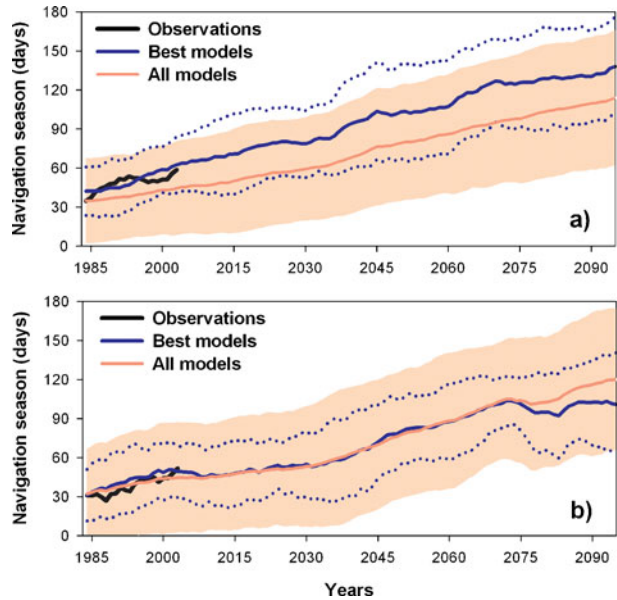 180
150
120
90
60
30
0
Navigation season (days)
Observations
Best models
All models
a)
1985 2000 2015 2030 2045 2060 2075 2090
180
150
120
90
60
30
0
Navigation season (days)
Observations
Best models
All models
b)
1985 2000 2015 2030 2045 2060 2075 2090
Years